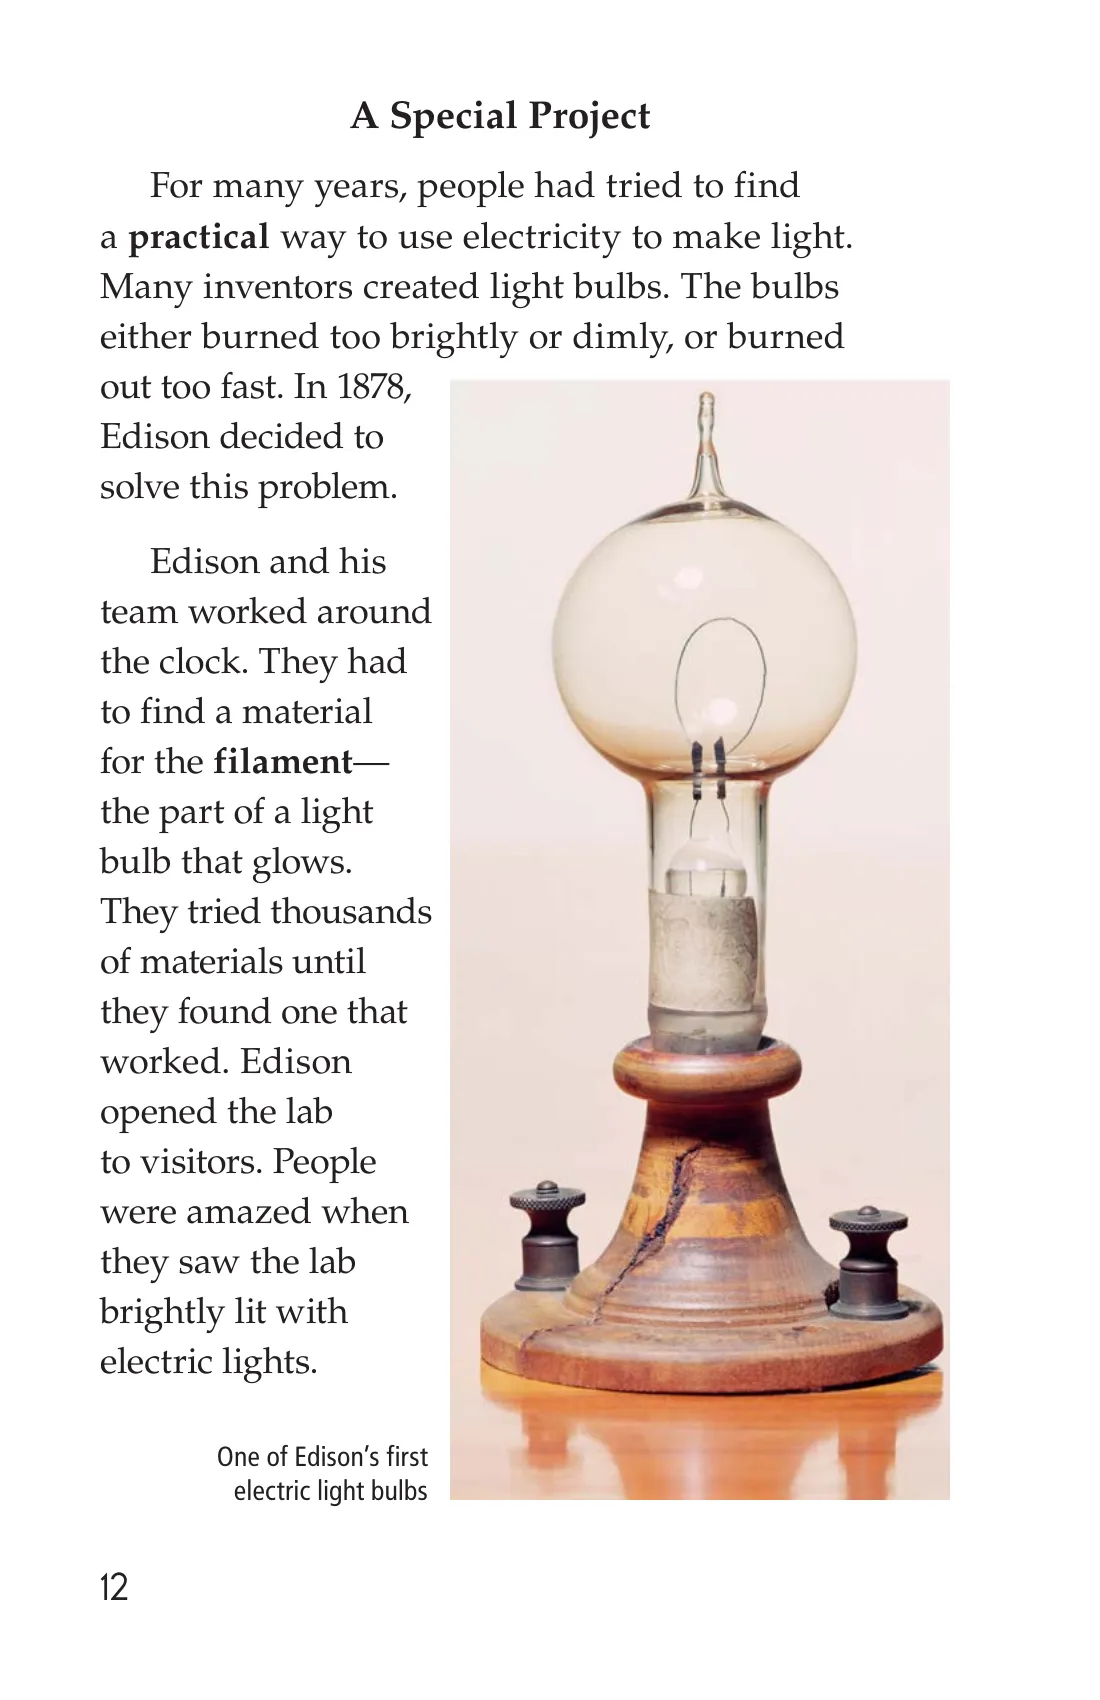 A Special Project
For many years, people had tried to find
a practical way to use electricity to make light.
Many inventors created light bulbs. The bulbs
either burned too brightly or dimly, or burned
out too fast. In 1878,
Edison decided to
solve this problem.
Edison and his
team worked around
the clock. They had
to find a material
for the filament—
the part of a light
bulb that glows.
They tried thousands
of materials until
they found one that
worked. Edison
opened the lab
to visitors. People
were amazed when
they saw the lab
brightly lit with
electric lights.
One of Edison’s first
electric light bulbs
12